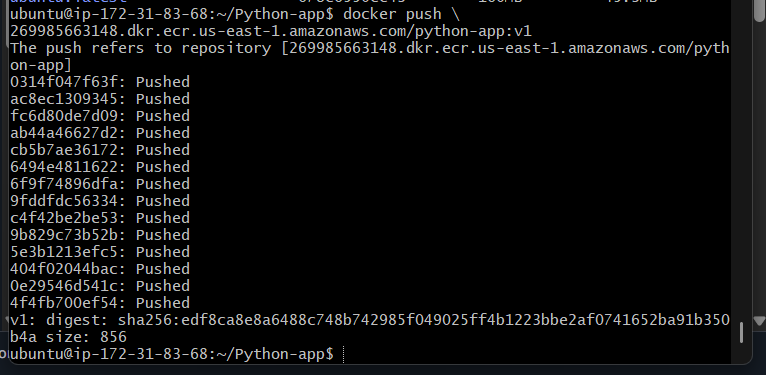 ubuntu@ip-172-31-83-68:~/Python-app$ docker push \
269985663148.dkr.ecr.us-east-1.amazonaws.com/python-app:v1
The push refers to repository [269985663148.dkr.ecr.us-east-1.amazonaws.com/pyth
on-app]
0314f047f63f: Pushed
ac8ec1309345: Pushed
fc6d80de7d09: Pushed
ab44a46627d2: Pushed
cb5b7ae36172: Pushed
6494e4811622: Pushed
6f9f74896dfa: Pushed
9fddfdc56334: Pushed
c4f42be2be53: Pushed
9b829c73b52b: Pushed
5e3b1213efc5: Pushed
404f02044bac: Pushed
0e29546d541c: Pushed
4f4fb700ef54: Pushed
v1: digest: sha256:edf8ca8e8a6488c748b742985f049025ff4b1223bbe2af0741652ba91b350
b4a size: 856
ubuntu@ip-172-31-83-68:~/Python-app$